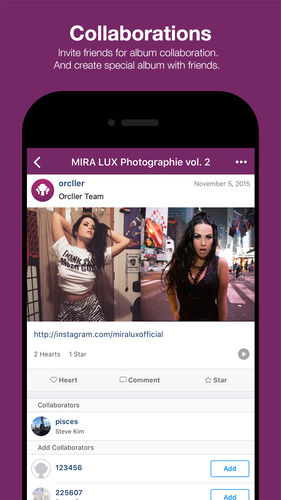 Collaborations
Invite friends for album collaboration.
And create special album with friends.
MIRA LUX Photographie vol. 2
orcller
November 5, 2015
Orcller Team
http://instagram.com/miraluxofficial
2 Hearts 1 Star
Heart
Comment
Star
Collaborators
pisces
Steve Kim
Add Collaborators
123456
Add
225607
Add